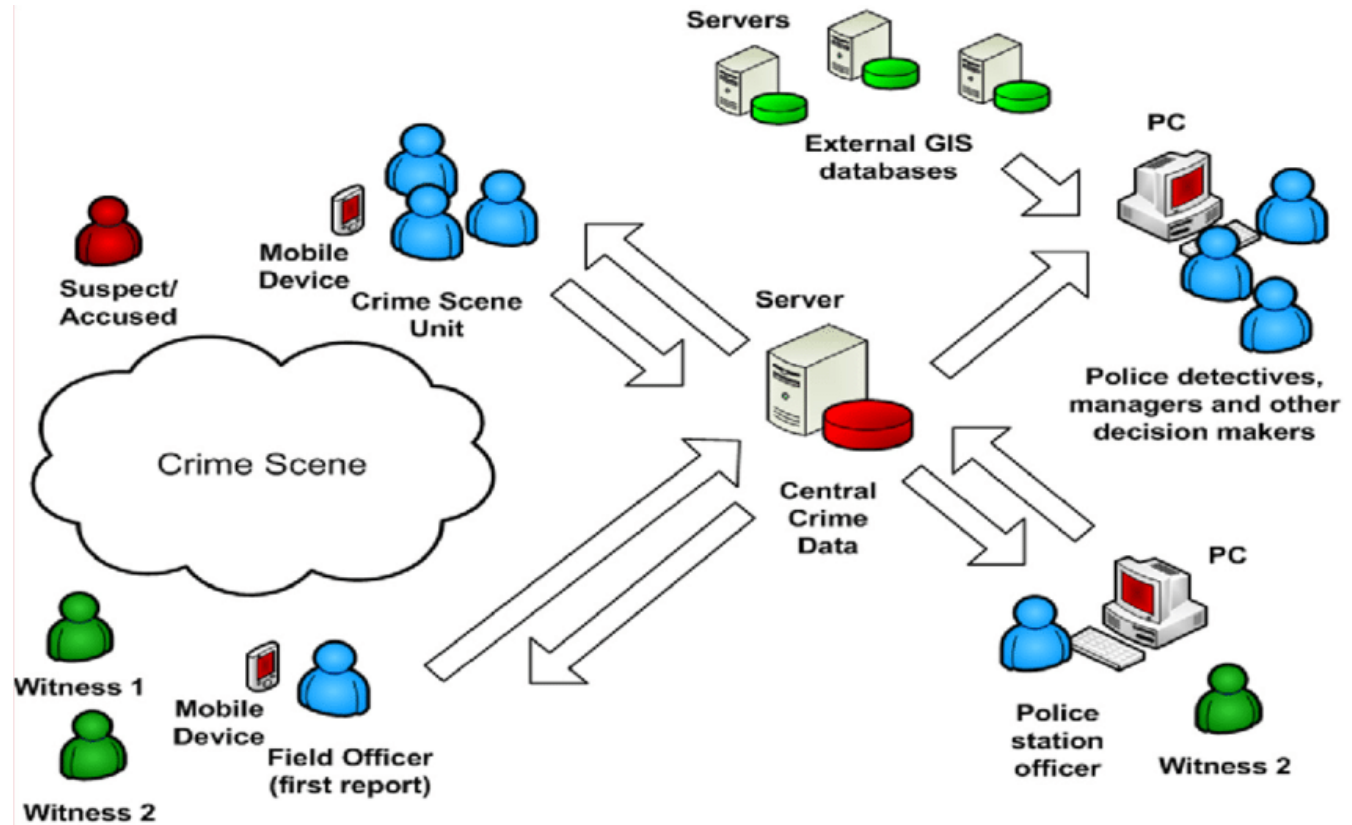 Servers
External GIS
databases
PC
Mobile
Device
Suspect/
Accused
Crime Scene
Unit
Server
Police detectives,
managers and other
decision makers
Crime Scene
Central
Crime
Data
PC
Witness 1
Mobile
Device
Field Officer
(first report)
Witness 2
Police
station
officer
Witness 2